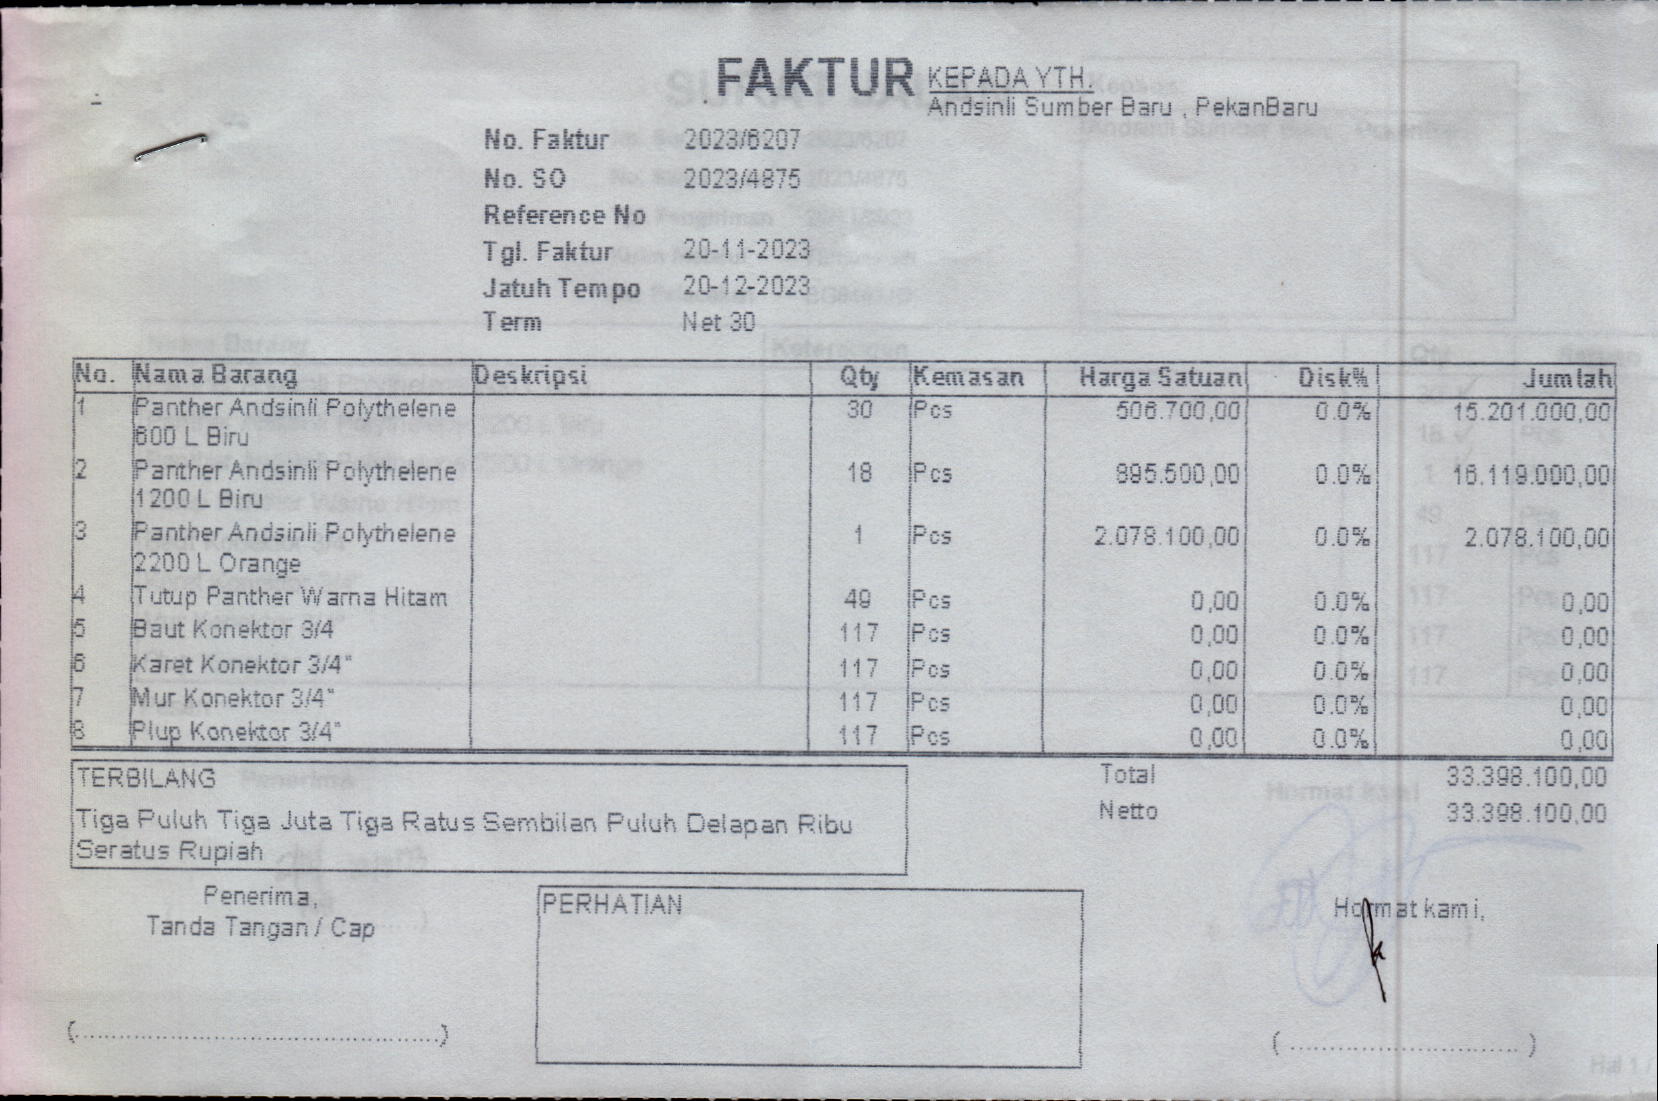 FAKTUR
KEPADA YTH.
Andsinli Sumber Baru , PekanBaru
No. Faktur 2023/6207
No. SO 2023/4875
Reference No
Tgl. Faktur 20-11-2023
Jatuh Tempo 20-12-2023
Term Net 30
No. Nama Barang Deskripsi Qty Kemasan Harga Satuan Disk% Jumlah
1 Panther Andsinli Polythelene 30 Pcs 506.700,00 0.0% 15.201.000,00
600 L Biru
2 Panther Andsinli Polythelene 18 Pcs 895.500,00 0.0% 16.119.000,00
1200 L Biru
3 Panther Andsinli Polythelene 1 Pcs 2.078.100,00 0.0% 2.078.100,00
2200 L Orange
4 Tutup Panther Warna Hitam 49 Pcs 0,00 0.0% 0,00
5 Baut Konektor 3/4 117 Pcs 0,00 0.0% 0,00
6 Karet Konektor 3/4" 117 Pcs 0,00 0.0% 0,00
7 Mur Konektor 3/4" 117 Pcs 0,00 0.0% 0,00
8 Plup Konektor 3/4" 117 Pcs 0,00 0.0% 0,00
TERBILANG
Tiga Puluh Tiga Juta Tiga Ratus Sembilan Puluh Delapan Ribu
Seratus Rupiah
Total 33.398.100,00
Netto 33.398.100,00
Penerima,
Tanda Tangan / Cap
PERHATIAN
Hormat kami,
(................................................)
(..............................)